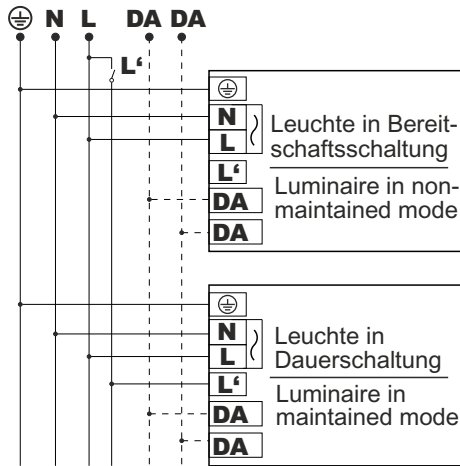 N L DA DA
L‘
N
L
L‘
DA
DA
Leuchte in Bereit-
schaftsschaltung
Luminaire in non-
maintained mode
N
L
L‘
DA
DA
Leuchte in
Dauerschaltung
Luminaire in
maintained mode